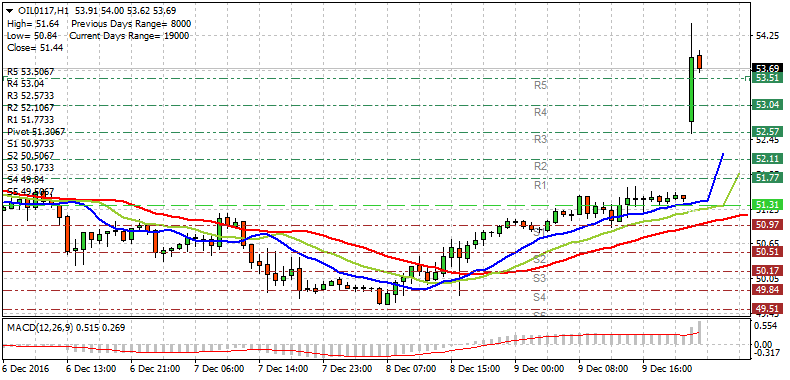 OIL0117,H1 53.91 54.00 53.62 53.69
High= 51.64 Previous Days Range= 8000
Low= 50.84 Current Days Range= 19000
Close= 51.44
R5 53.5067
R4 53.04
R3 52.5733
R2 52.1067
R1 51.7733
Pivot 51.3067
S1 50.9733
S2 50.5067
S3 50.1733
S4 49.84
S5 49.5067
R5
R4
R3
R2
R1
S2
S3
S4
54.25
53.69
53.51
53.04
52.57
52.45
52.11
51.77
51.31
50.97
50.65
50.51
50.17
50.05
49.84
49.51
MACD(12,26,9) 0.515 0.269
0.554
0.00
-0.317
6 Dec 2016
6 Dec 13:00
6 Dec 21:00
7 Dec 06:00
7 Dec 14:00
7 Dec 23:00
8 Dec 07:00
8 Dec 15:00
9 Dec 00:00
9 Dec 08:00
9 Dec 16:00